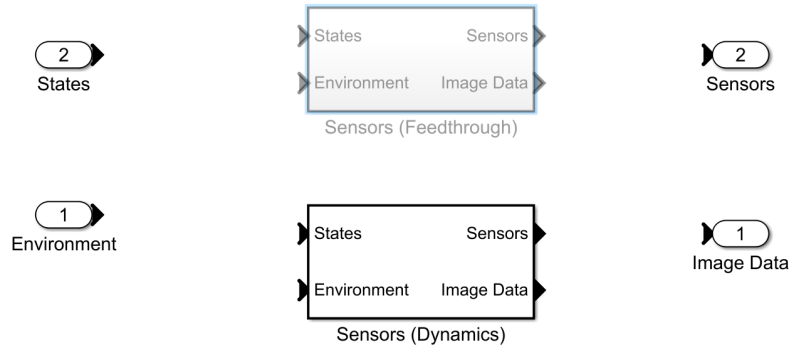 2
States
States
Sensors
Environment
Image Data
Sensors (Feedthrough)
2
Sensors
1
Environment
States
Sensors
Environment
Image Data
Sensors (Dynamics)
1
Image Data